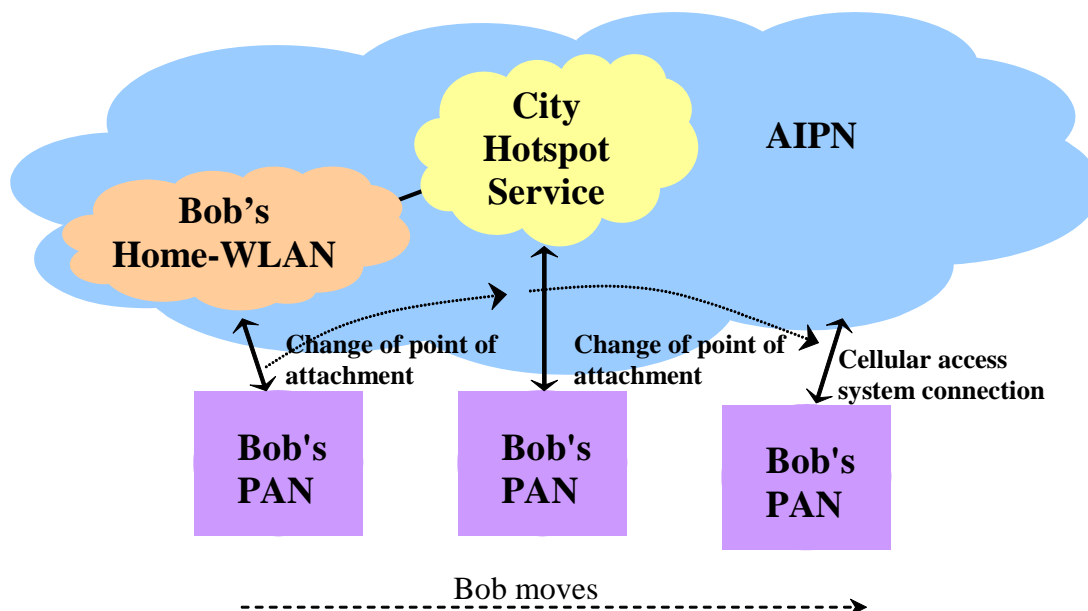 City
Hotspot
Service
AIPN
Bob’s
Home-WLAN
Change of point of
attachment
Change of point of
attachment
Cellular access
system connection
Bob's
PAN
Bob's
PAN
Bob's
PAN
Bob moves